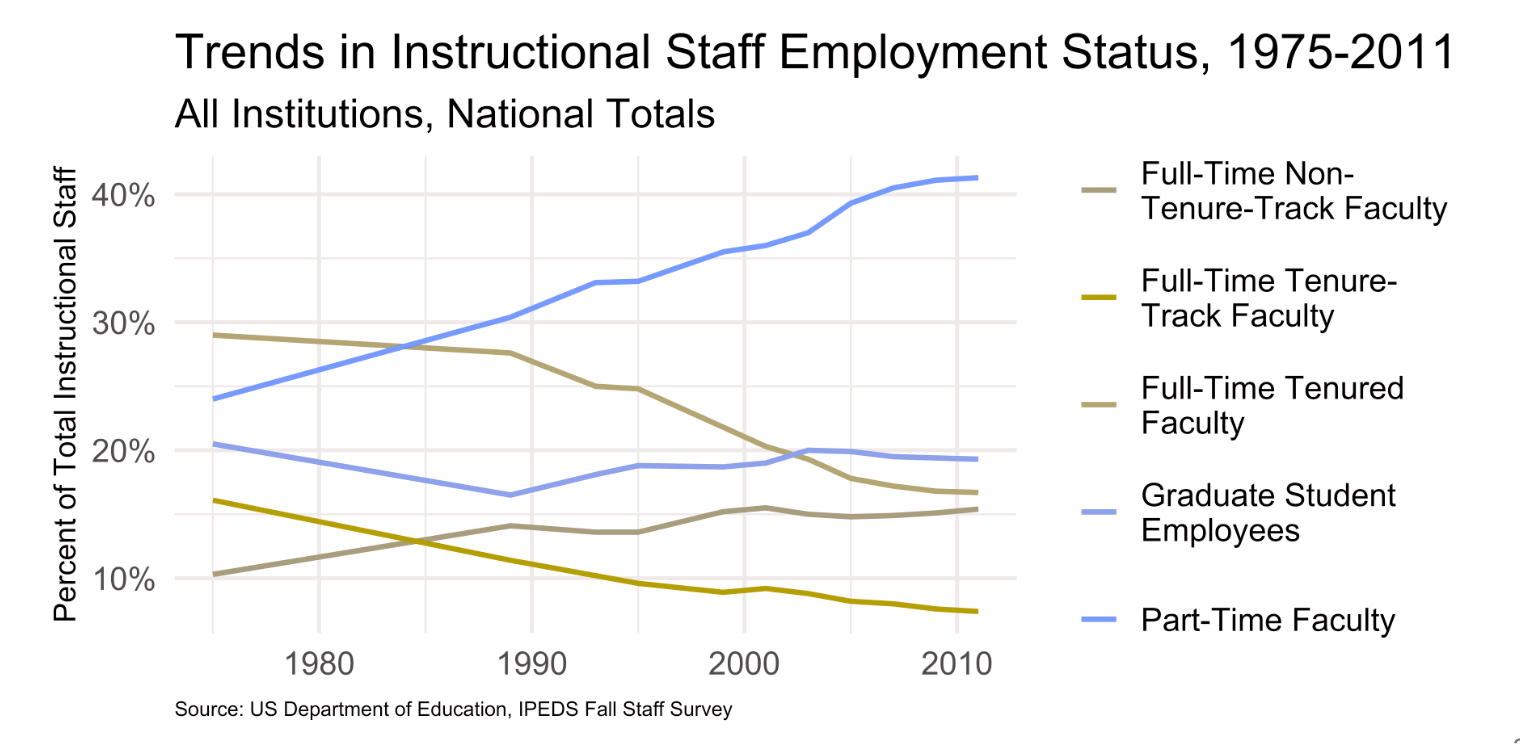 Trends in Instructional Staff Employment Status, 1975-2011
All Institutions, National Totals
Percent of Total Instructional Staff
40%
30%
20%
10%
1980
1990
2000
2010
Full-Time Non-
Tenure-Track Faculty
Full-Time Tenure-
Track Faculty
Full-Time Tenured
Faculty
Graduate Student
Employees
Part-Time Faculty
Source: US Department of Education, IPEDS Fall Staff Survey